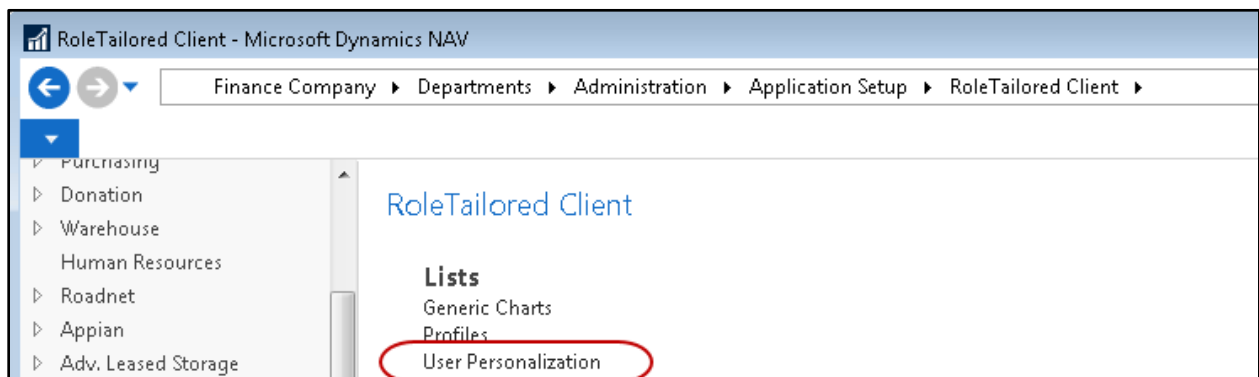 RoleTailored Client - Microsoft Dynamics NAV
Finance Company ▸ Departments ▸ Administration ▸ Application Setup ▸ RoleTailored Client ▸
Purchasing
Donation
Warehouse
Human Resources
Roadnet
Appian
Adv. Leased Storage
RoleTailored Client
Lists
Generic Charts
Profiles
User Personalization